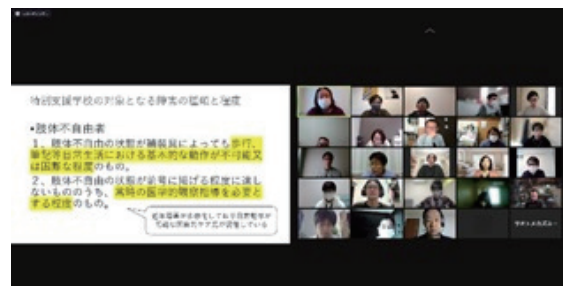 特別支援学校の対象となる障害の種類と程度
•肢体不自由者
1、肢体不自由の状態が補装具によっても歩行、
筆記等日常生活における基本的な動作が不可能又
は困難な程度のもの。
2、肢体不自由の状態が前号に掲げる程度に達し
ないもののうち、常時の医学的観察指導を必要と
する程度のもの。